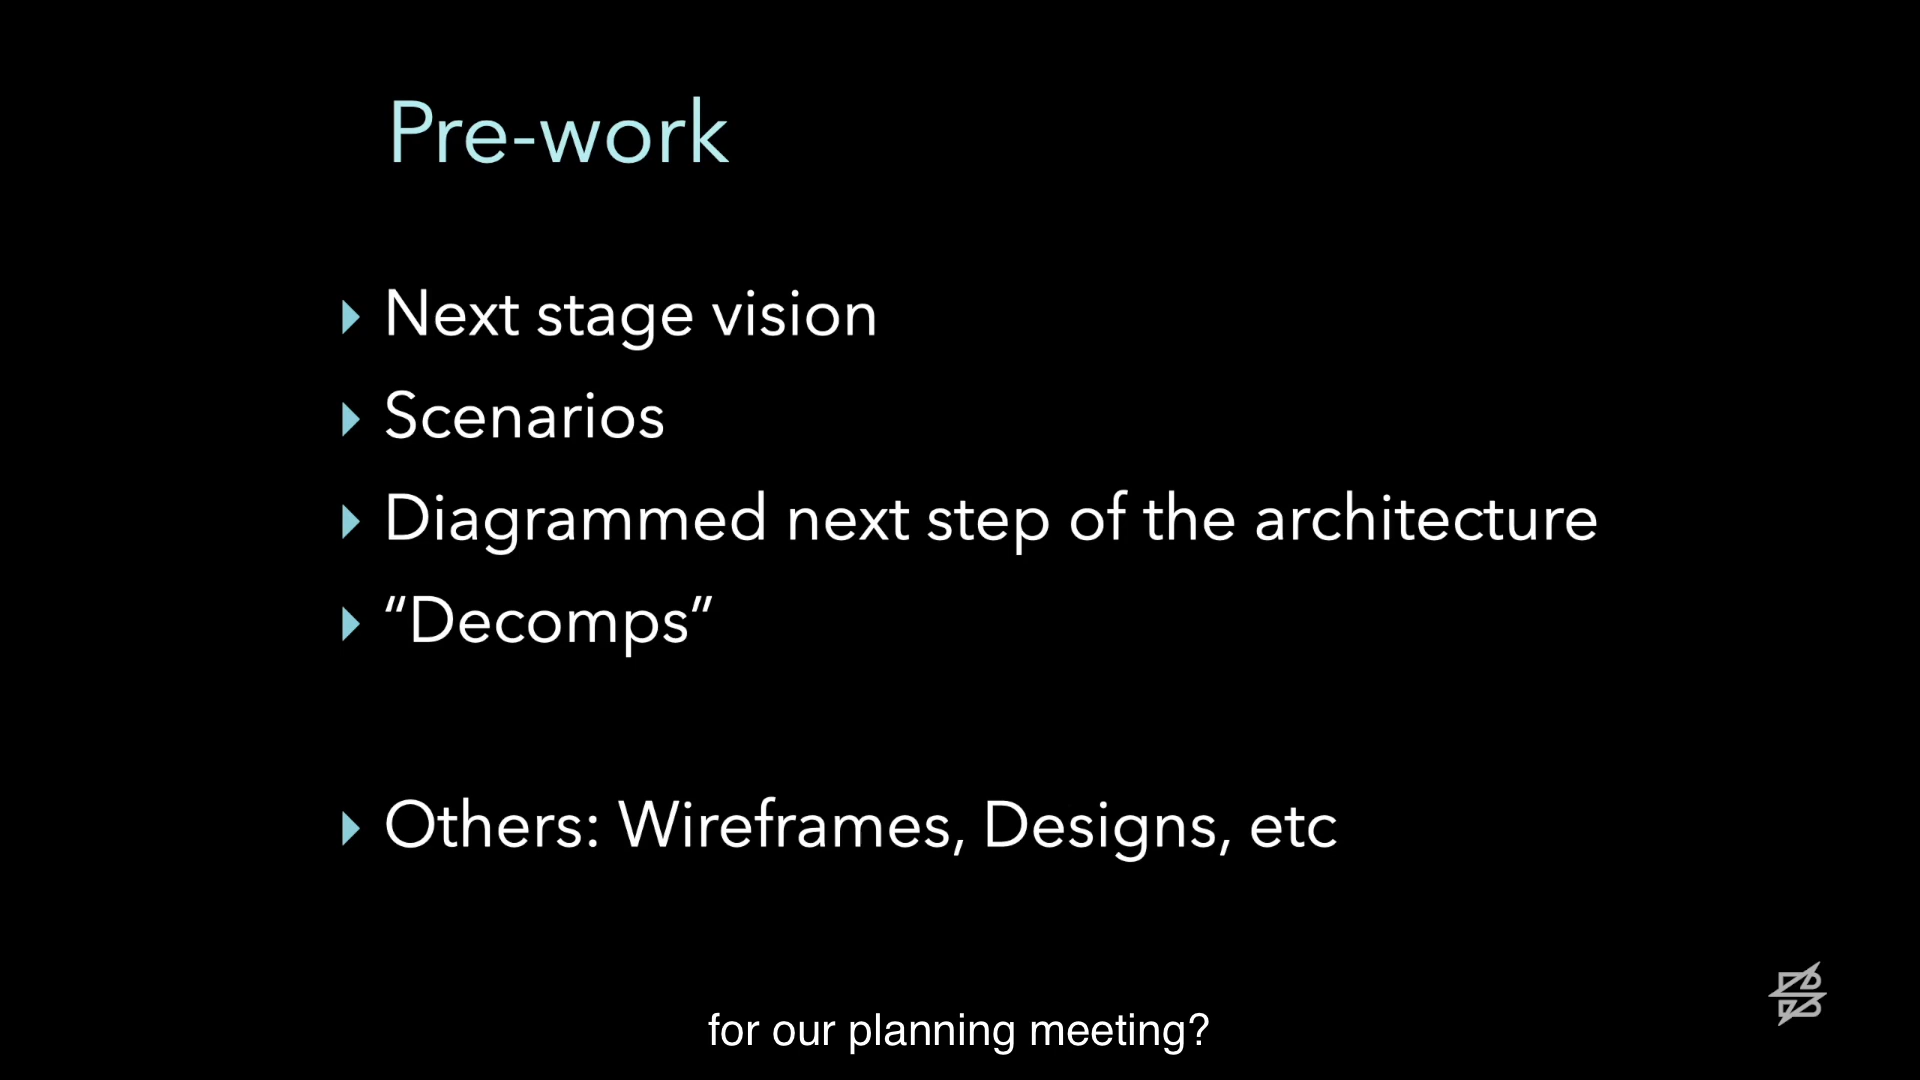 Pre-work
Next stage vision
Scenarios
Diagrammed next step of the architecture
“Decomps”
Others: Wireframes, Designs, etc
for our planning meeting?